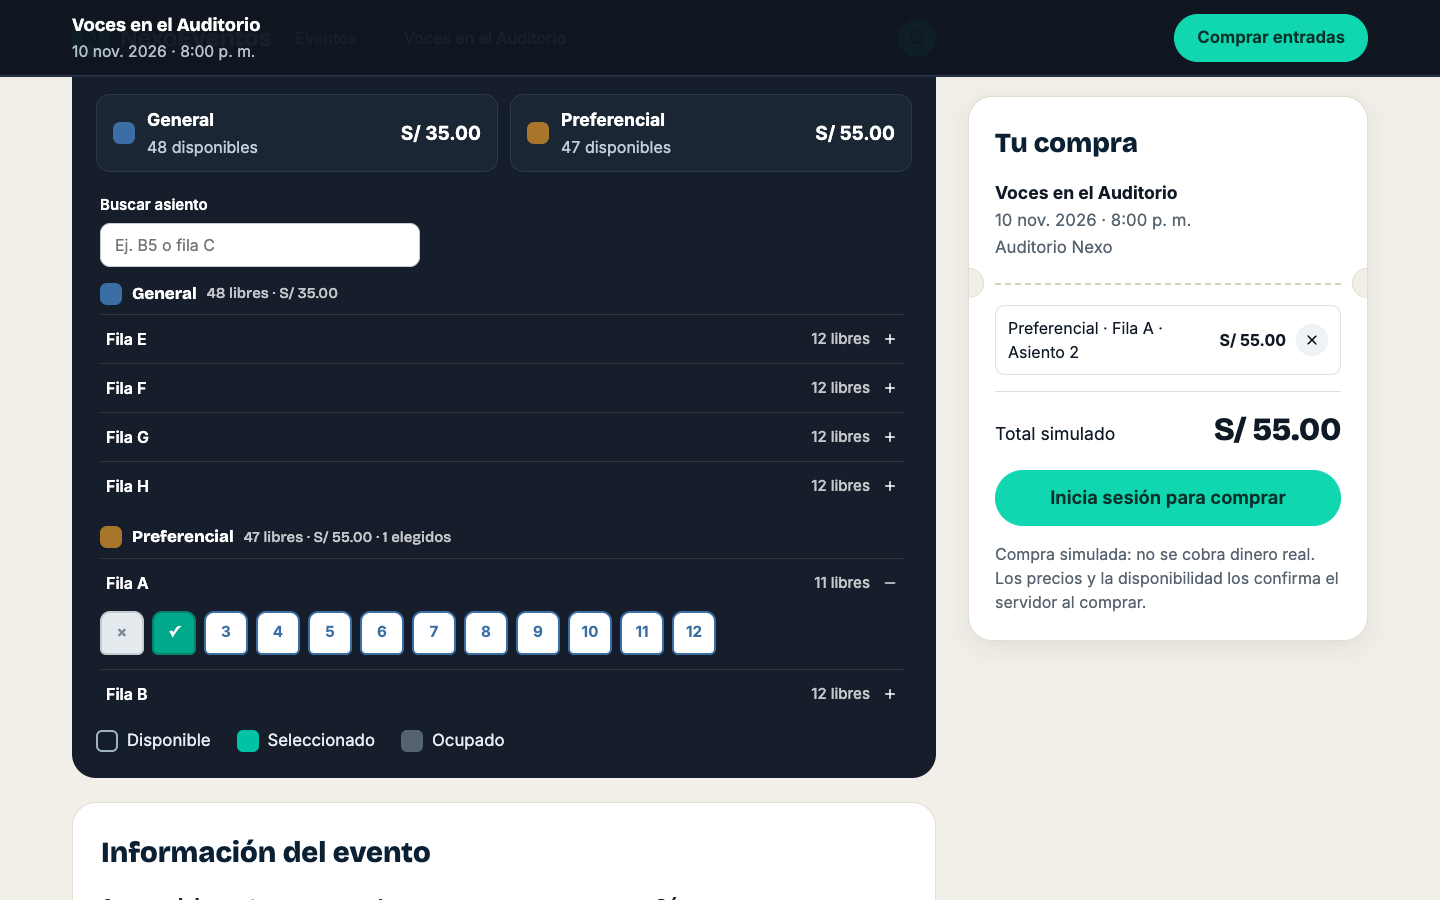 Voces en el Auditorio
10 nov. 2026 · 8:00 p. m.
NexoEventos Eventos Voces en el Auditorio
Comprar entradas
General
48 disponibles
S/ 35.00
Preferencial
47 disponibles
S/ 55.00
Buscar asiento
Ej. B5 o fila C
General 48 libres · S/ 35.00
Fila E 12 libres +
Fila F 12 libres +
Fila G 12 libres +
Fila H 12 libres +
Preferencial 47 libres · S/ 55.00 · 1 elegidos
Fila A 11 libres −
× ✓ 3 4 5 6 7 8 9 10 11 12
Fila B 12 libres +
Disponible Seleccionado Ocupado
Información del evento
Tu compra
Voces en el Auditorio
10 nov. 2026 · 8:00 p. m.
Auditorio Nexo
Preferencial · Fila A ·
Asiento 2
S/ 55.00 ×
Total simulado S/ 55.00
Inicia sesión para comprar
Compra simulada: no se cobra dinero real.
Los precios y la disponibilidad los confirma el
servidor al comprar.